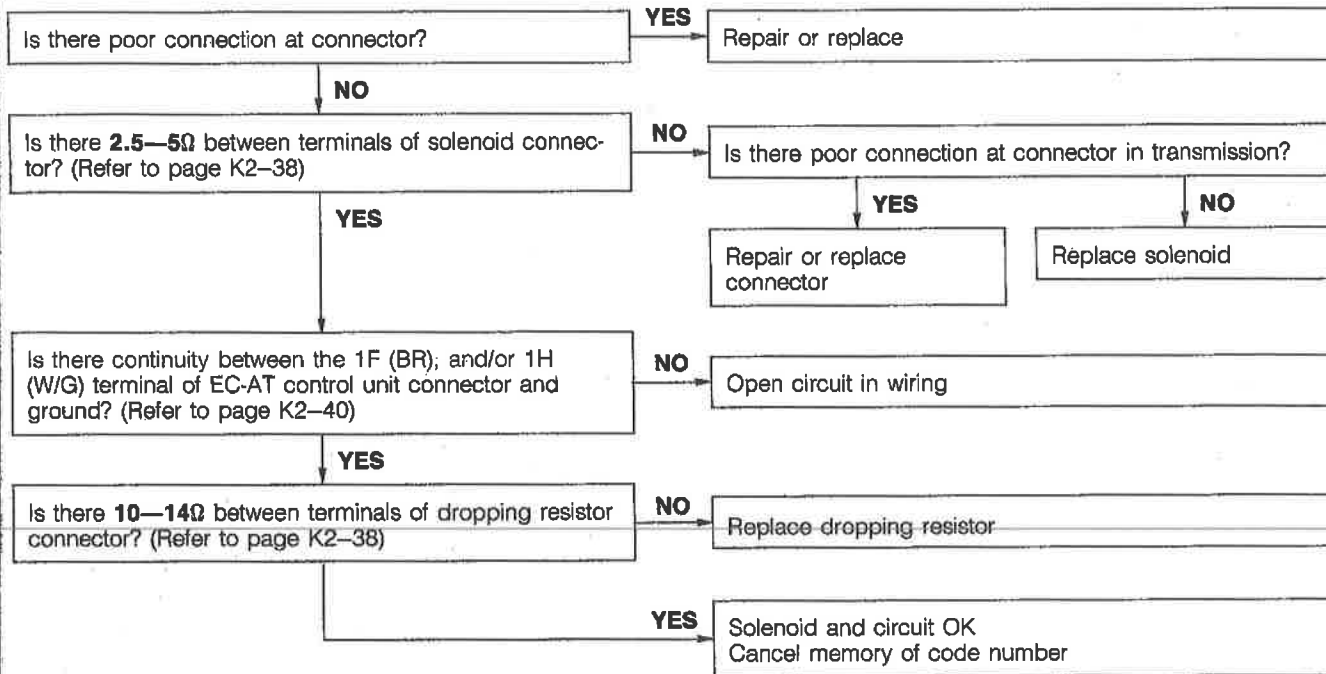 Is there poor connection at connector?
YES
Repair or replace
NO
Is there 2.5—5Ω between terminals of solenoid connec-
tor? (Refer to page K2–38)
NO
Is there poor connection at connector in transmission?
YES
NO
Repair or replace
connector
Replace solenoid
YES
Is there continuity between the 1F (BR), and/or 1H
(W/G) terminal of EC-AT control unit connector and
ground? (Refer to page K2–40)
NO
Open circuit in wiring
YES
Is there 10—14Ω between terminals of dropping resistor
connector? (Refer to page K2–38)
NO
Replace dropping resistor
YES
Solenoid and circuit OK
Cancel memory of code number